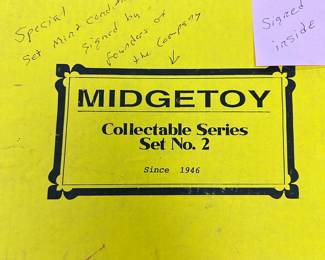 Special
Set Mint Condi
Signed by
founders of
the Company
Signed
inside
MIDGETOY
Collectable Series
Set No. 2
Since 1946